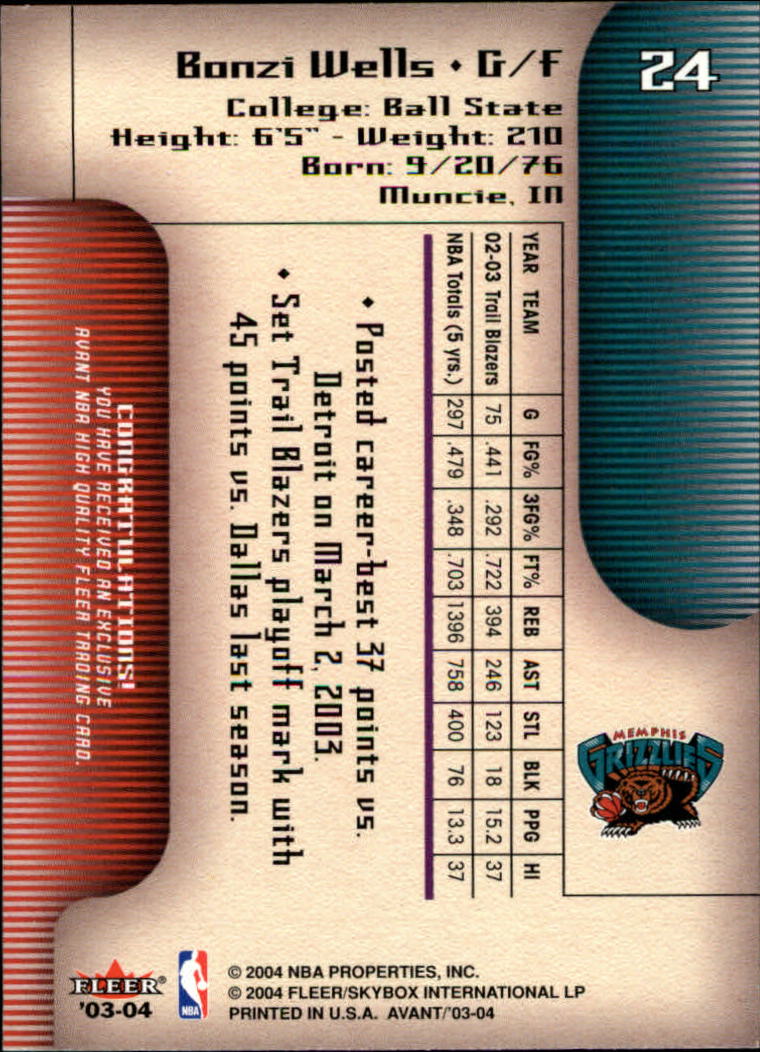 24
Bonzi Wells • G/F
College: Ball State
Height: 6'5" - Weight: 210
Born: 9/20/76
Muncie, IN
MEMPHIS
GRIZZLIES
YEAR TEAM G FG% 3FG% FT% REB AST STL BLK PPG HI
02-03 Trail Blazers 75 .441 .292 .722 394 246 123 18 15.2 37
NBA Totals (5 yrs.) 297 .479 .348 .703 1396 758 400 76 13.3 37
• Posted career-best 37 points vs.
Detroit on March 2, 2003.
• Set Trail Blazers playoff mark with
45 points vs. Dallas last season.
CONGRATULATIONS!
YOU HAVE RECEIVED AN EXCLUSIVE
AVANT NBA HIGH QUALITY FLEER TRADING CARD.
FLEER®
'03-04
NBA
© 2004 NBA PROPERTIES, INC.
© 2004 FLEER/SKYBOX INTERNATIONAL LP
PRINTED IN U.S.A. AVANT/'03-04